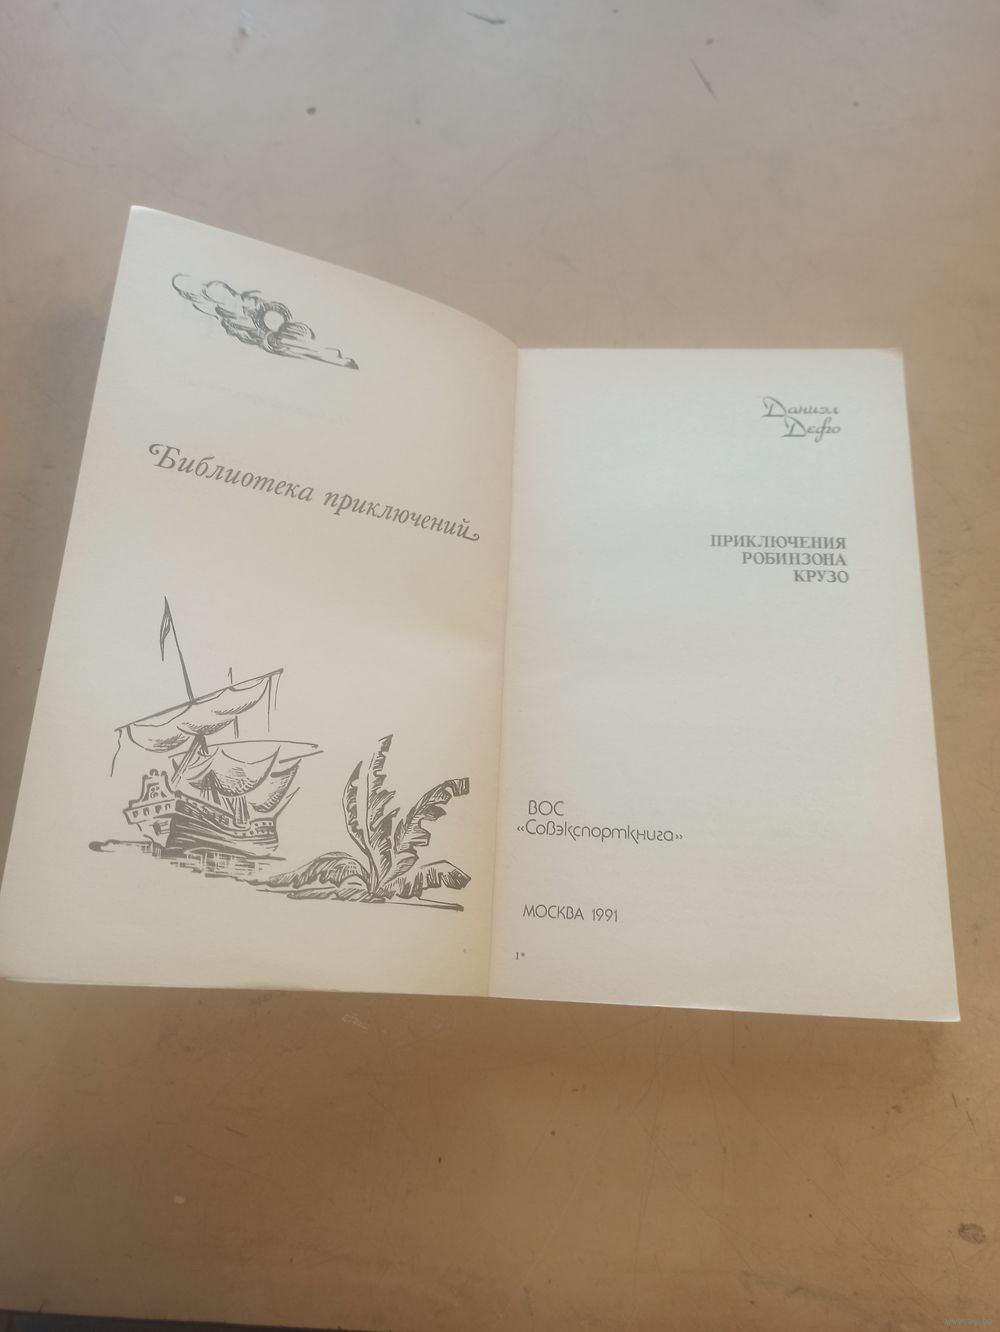 Библиотека приключений
Даниэл
Дефо
ПРИКЛЮЧЕНИЯ
РОБИНЗОНА
КРУЗО
ВОС
«Совэкспорткнига»
МОСКВА 1991
1*